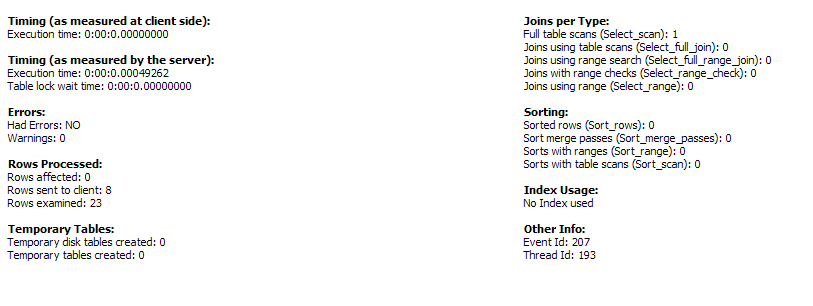 Timing (as measured at client side):
Execution time: 0:00:0.00000000
Timing (as measured by the server):
Execution time: 0:00:0.00049262
Table lock wait time: 0:00:0.00000000
Errors:
Had Errors: NO
Warnings: 0
Rows Processed:
Rows affected: 0
Rows sent to client: 8
Rows examined: 23
Temporary Tables:
Temporary disk tables created: 0
Temporary tables created: 0
Joins per Type:
Full table scans (Select_scan): 1
Joins using table scans (Select_full_join): 0
Joins using range search (Select_full_range_join): 0
Joins with range checks (Select_range_check): 0
Joins using range (Select_range): 0
Sorting:
Sorted rows (Sort_rows): 0
Sort merge passes (Sort_merge_passes): 0
Sorts with ranges (Sort_range): 0
Sorts with table scans (Sort_scan): 0
Index Usage:
No Index used
Other Info:
Event Id: 207
Thread Id: 193